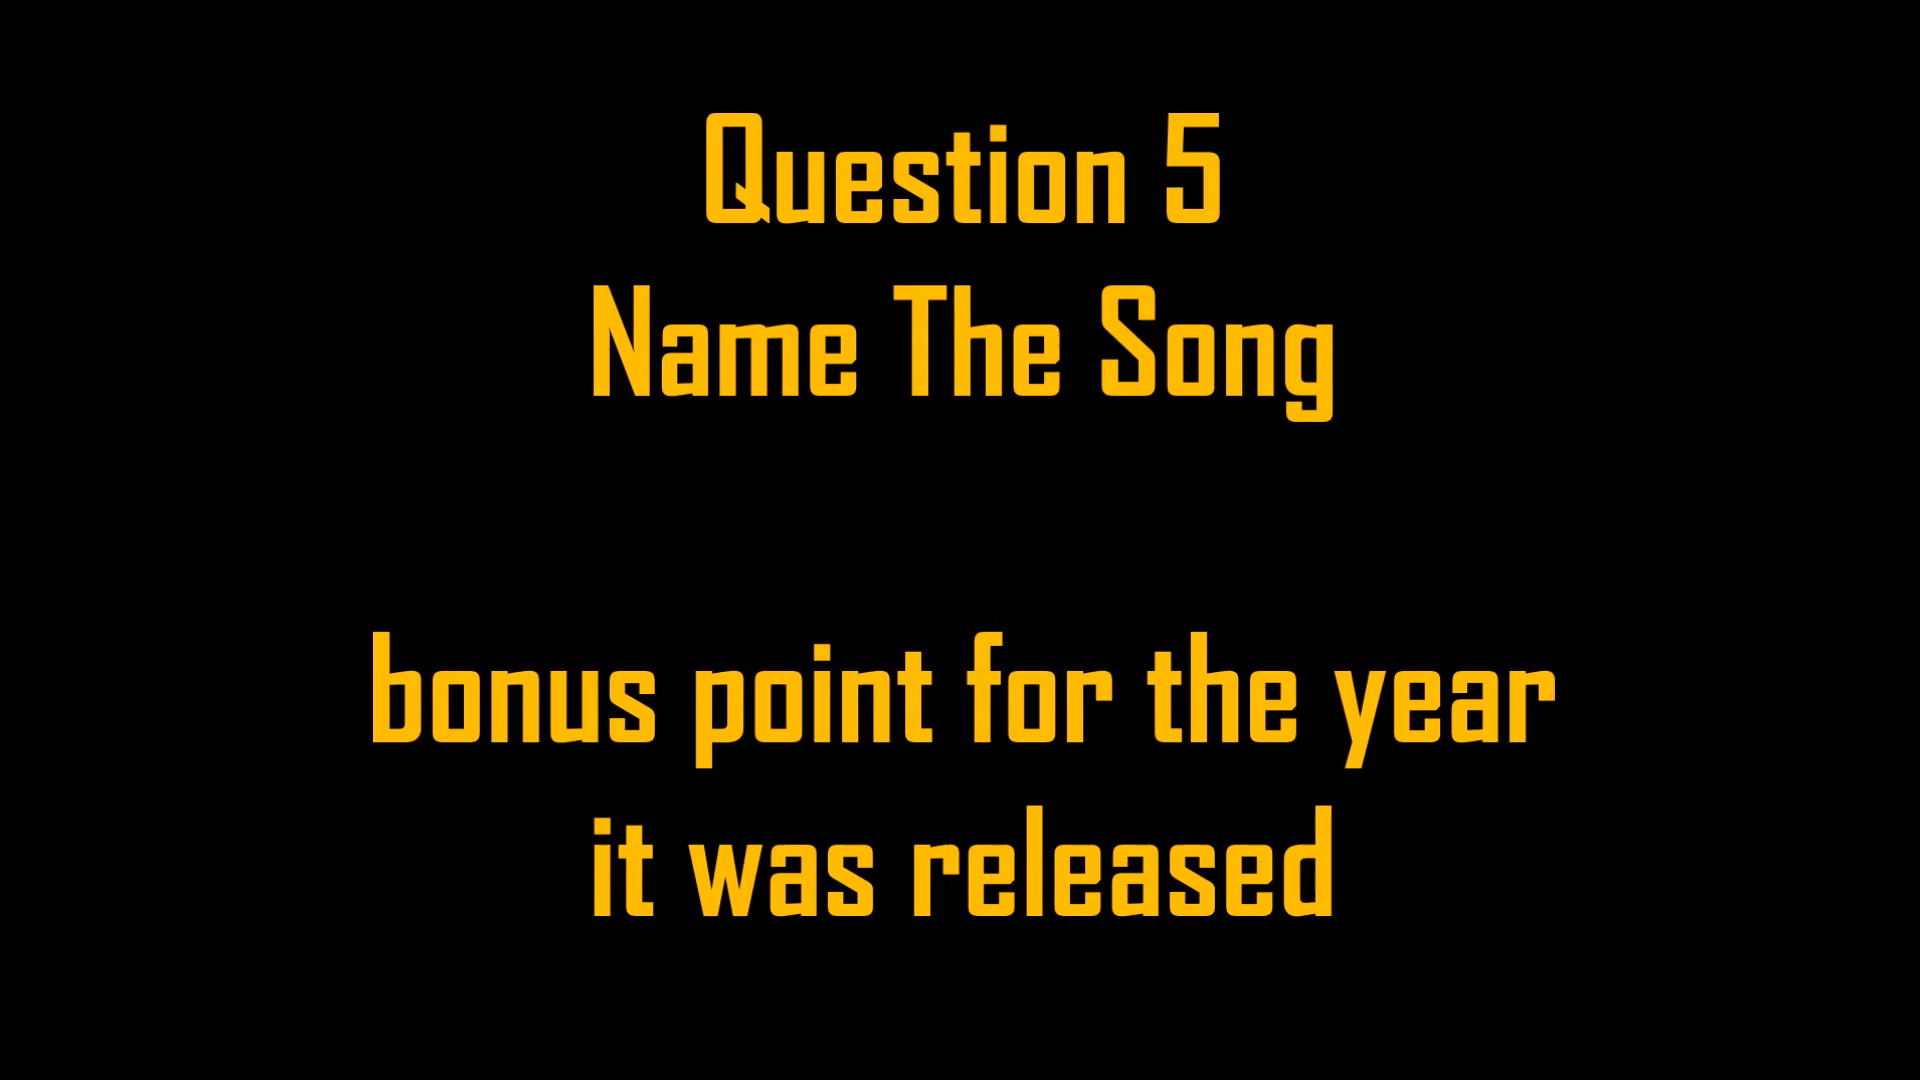 Question 5
Name The Song
bonus point for the year
it was released